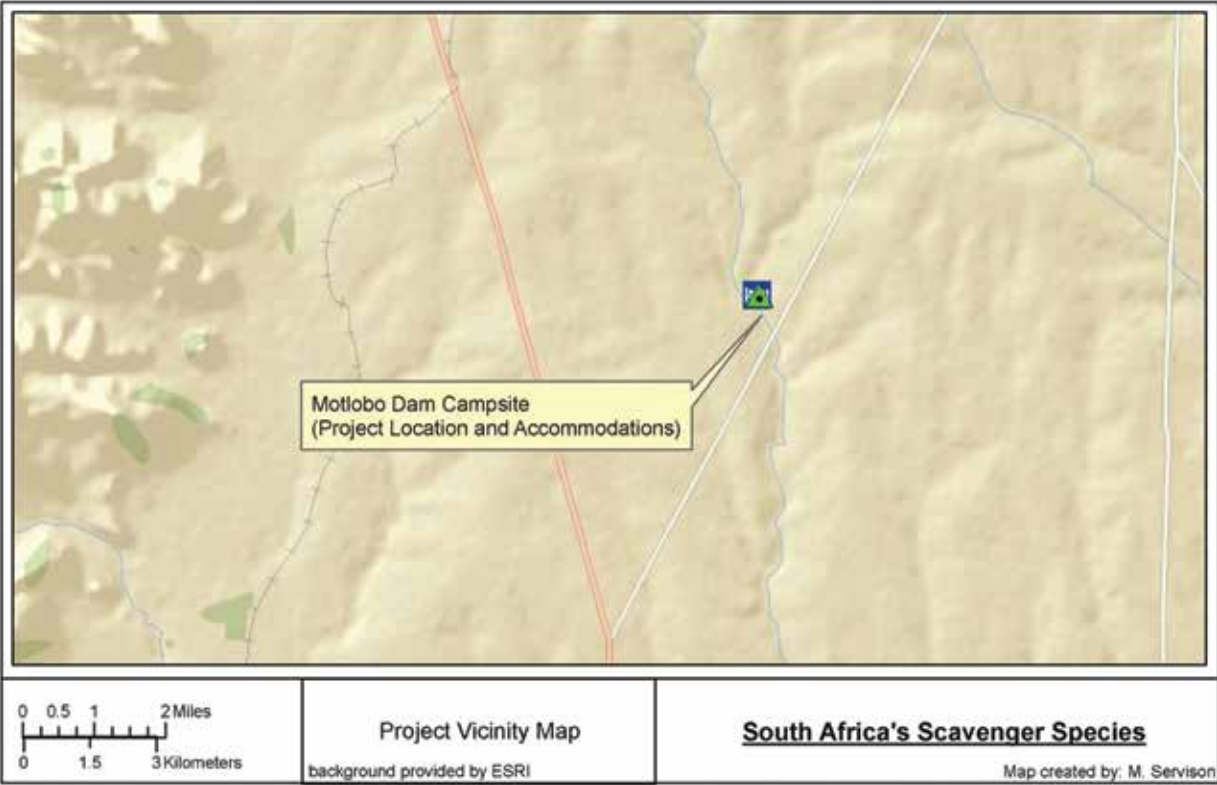 Motlobo Dam Campsite
(Project Location and Accommodations)
0 0.5 1 2 Miles
0 1.5 3 Kilometers
Project Vicinity Map
background provided by ESRI
South Africa's Scavenger Species
Map created by: M. Servison